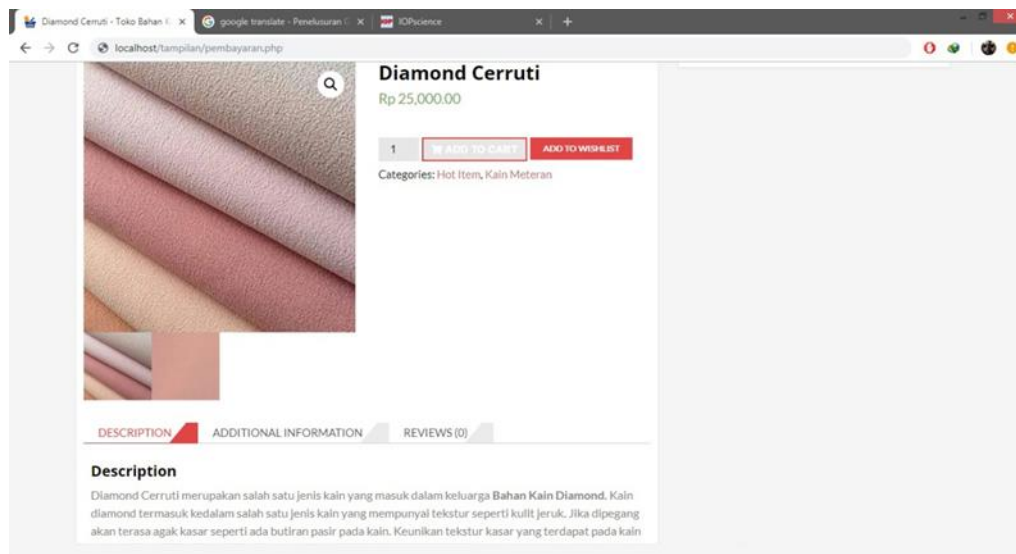 Diamond Cerruti - Toko Bahan
google translate - Penelusuran
IOPscience
localhost/tampilan/pembayaran.php
Diamond Cerruti
Rp 25,000.00
1
ADD TO CART
ADD TO WISHLIST
Categories: Hot Item, Kain Meteran
DESCRIPTION
ADDITIONAL INFORMATION
REVIEWS (0)
Description
Diamond Cerruti merupakan salah satu jenis kain yang masuk dalam keluarga Bahan Kain Diamond. Kain
diamond termasuk kedalam salah satu jenis kain yang mempunyai tekstur seperti kulit jeruk. Jika dipegang
akan terasa agak kasar seperti ada butiran pasir pada kain. Keunikan tekstur kasar yang terdapat pada kain